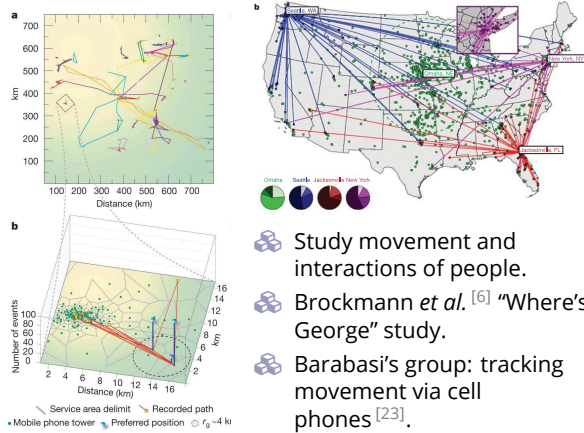 a
700
600
500
400
300
200
100
km
100 200 300 400 500 600 700
Distance (km)
b
Number of events
100
80
60
40
20
0
2 4 6 8 10 12 14 16
Distance (km)
16
14
12
10
8
6
4
2
km
Service area delimit Recorded path
Mobile phone tower Preferred position rg ~4 k
b
Seattle, WA
New York, NY
Omaha, NE
Jacksonville, FL
Omaha Seattle Jacksonville New York
Study movement and
interactions of people.
Brockmann et al. [6] “Where’s
George” study.
Barabasi’s group: tracking
movement via cell
phones [23].